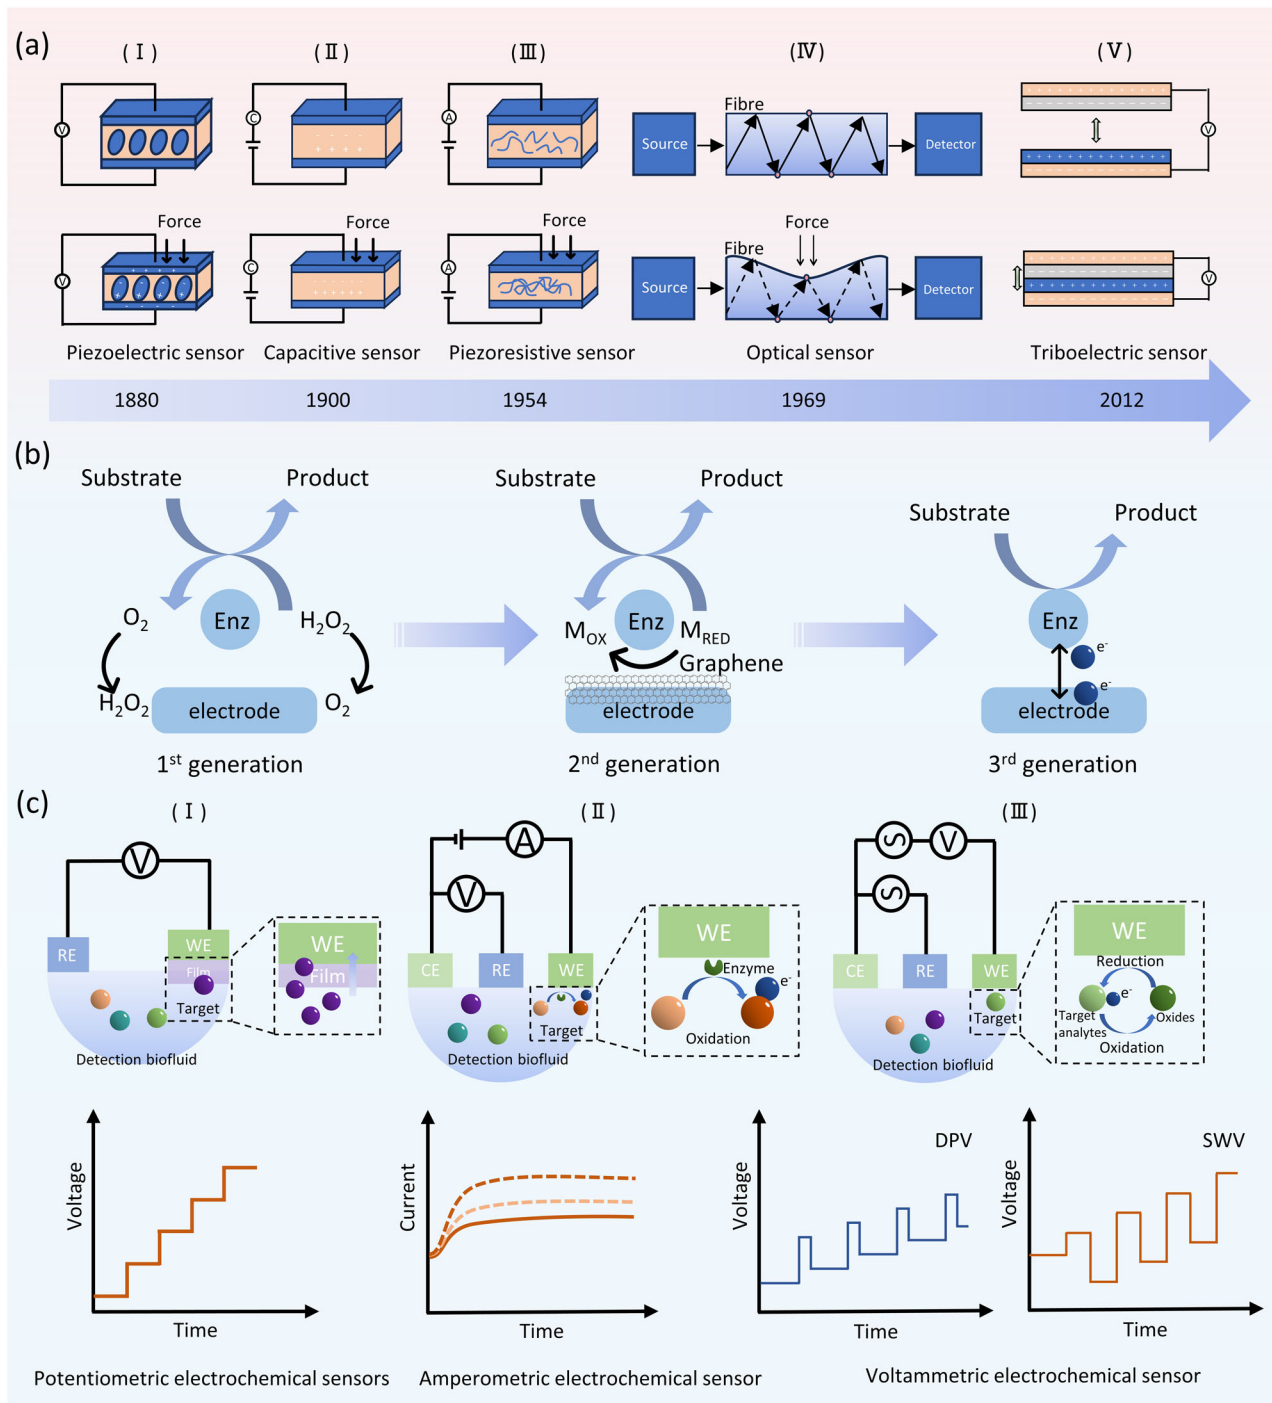 (a)
(Ⅰ)
(Ⅱ)
(Ⅲ)
(Ⅳ)
(Ⅴ)
V
C
A
Source
Fibre
Detector
V
Force
Force
Force
Force
V
C
A
Source
Fibre
Detector
V
Piezoelectric sensor
Capacitive sensor
Piezoresistive sensor
Optical sensor
Triboelectric sensor
1880
1900
1954
1969
2012
(b)
Substrate
Product
O2
Enz
H2O2
H2O2
electrode
O2
1st generation
Substrate
Product
MOX
Enz
MRED
Graphene
electrode
2nd generation
Substrate
Product
Enz
e-
e-
electrode
3rd generation
(c)
(Ⅰ)
V
RE
WE
Film
Target
Detection biofluid
WE
Film
(Ⅱ)
A
V
CE
RE
WE
Target
Detection biofluid
WE
Enzyme
e-
Oxidation
(Ⅲ)
S
V
S
CE
RE
WE
Target
Detection biofluid
WE
Reduction
e-
Target
analytes
Oxides
Oxidation
Voltage
Time
Current
Time
Voltage
DPV
Time
Voltage
SWV
Time
Potentiometric electrochemical sensors
Amperometric electrochemical sensor
Voltammetric electrochemical sensor